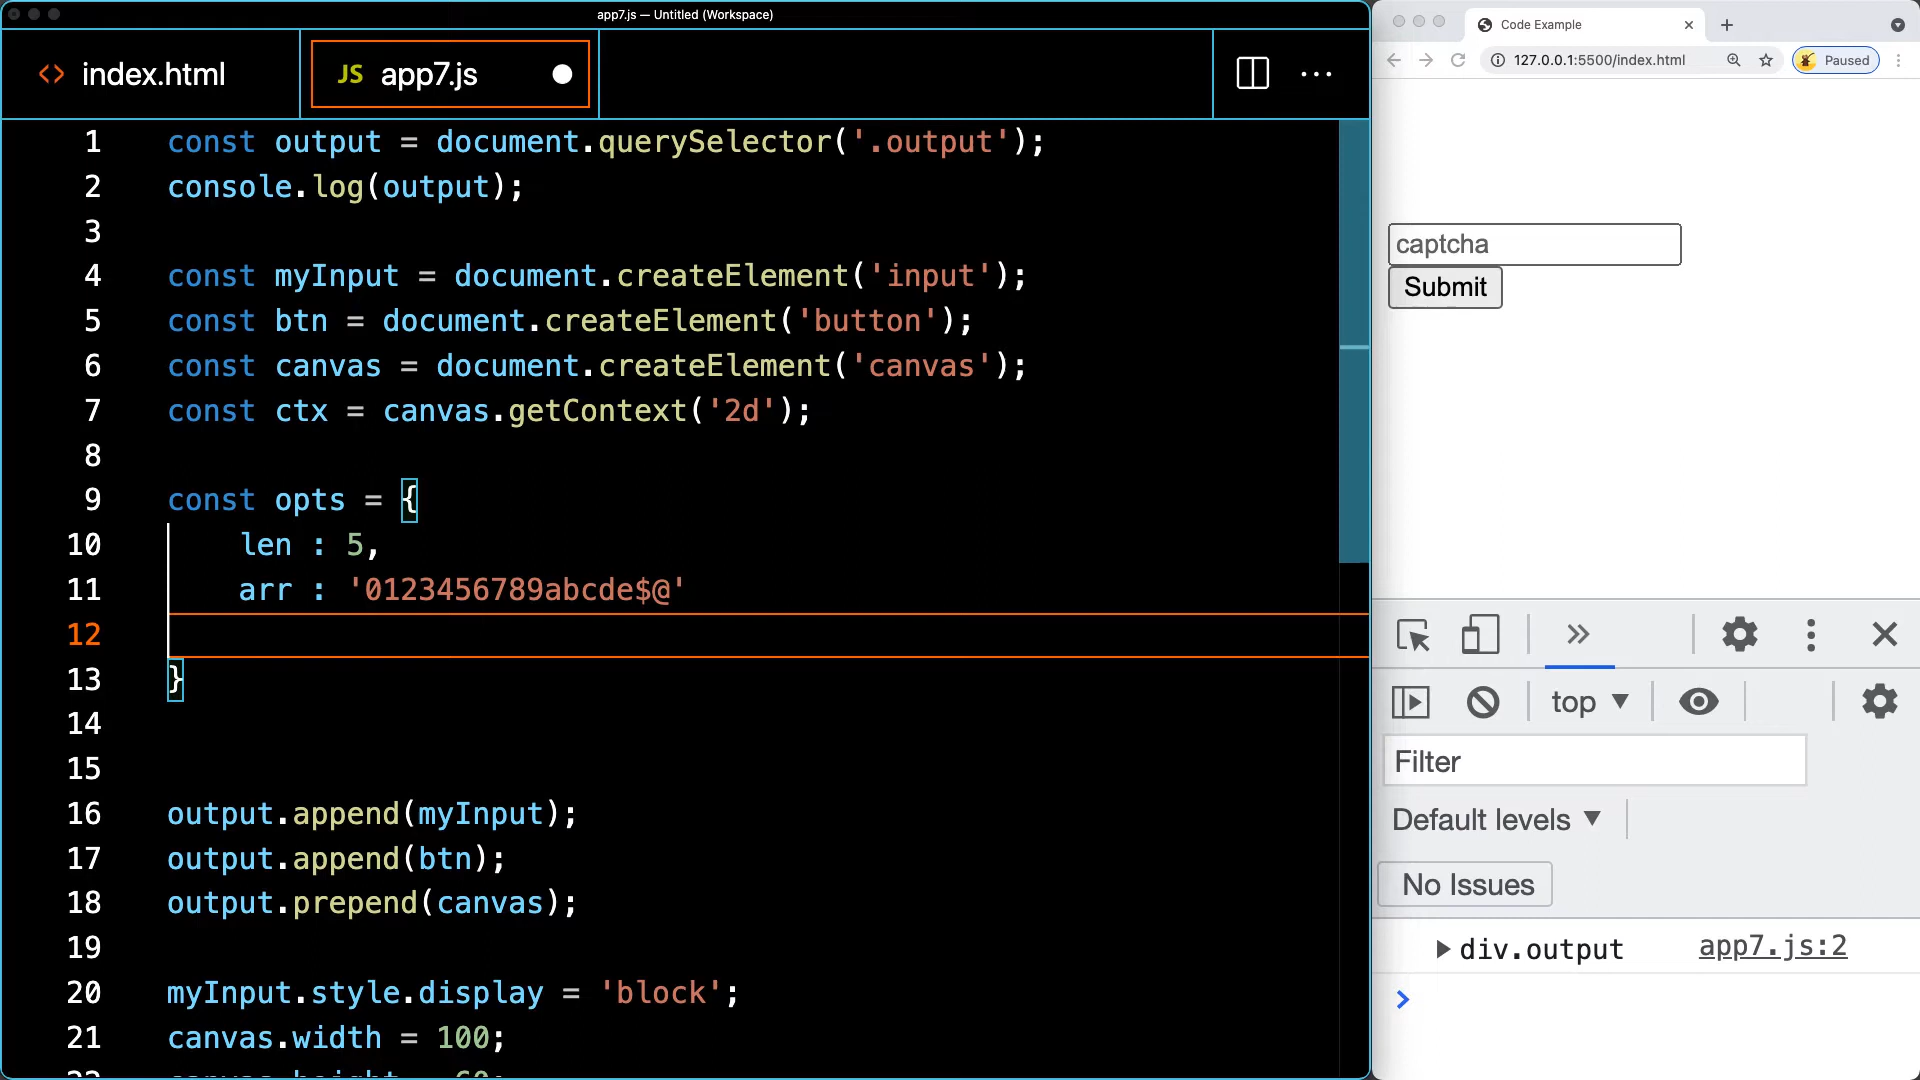 app7.js — Untitled (Workspace)
<> index.html
JS app7.js
1 const output = document.querySelector('.output');
2 console.log(output);
3
4 const myInput = document.createElement('input');
5 const btn = document.createElement('button');
6 const canvas = document.createElement('canvas');
7 const ctx = canvas.getContext('2d');
8
9 const opts = {
10 len : 5,
11 arr : '0123456789abcde$@'
12
13 }
14
15
16 output.append(myInput);
17 output.append(btn);
18 output.prepend(canvas);
19
20 myInput.style.display = 'block';
21 canvas.width = 100;
Code Example
127.0.0.1:5500/index.html
Paused
captcha
Submit
top
Filter
Default levels
No Issues
div.output app7.js:2